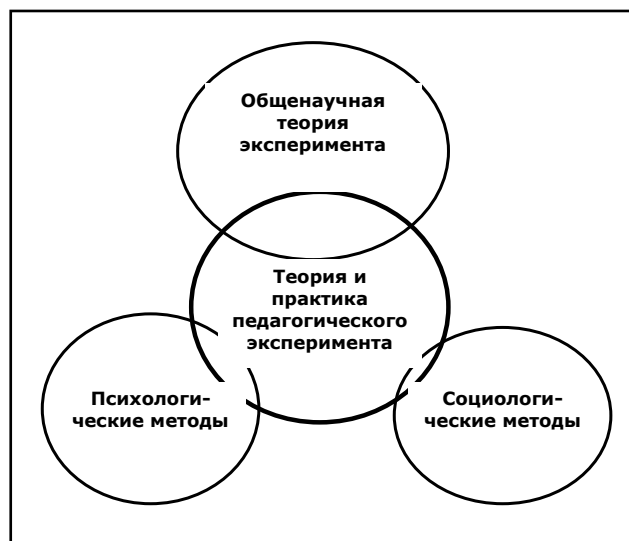 Общенаучная
теория
эксперимента
Теория и
практика
педагогического
эксперимента
Психологи-
ческие методы
Социологи-
ческие методы